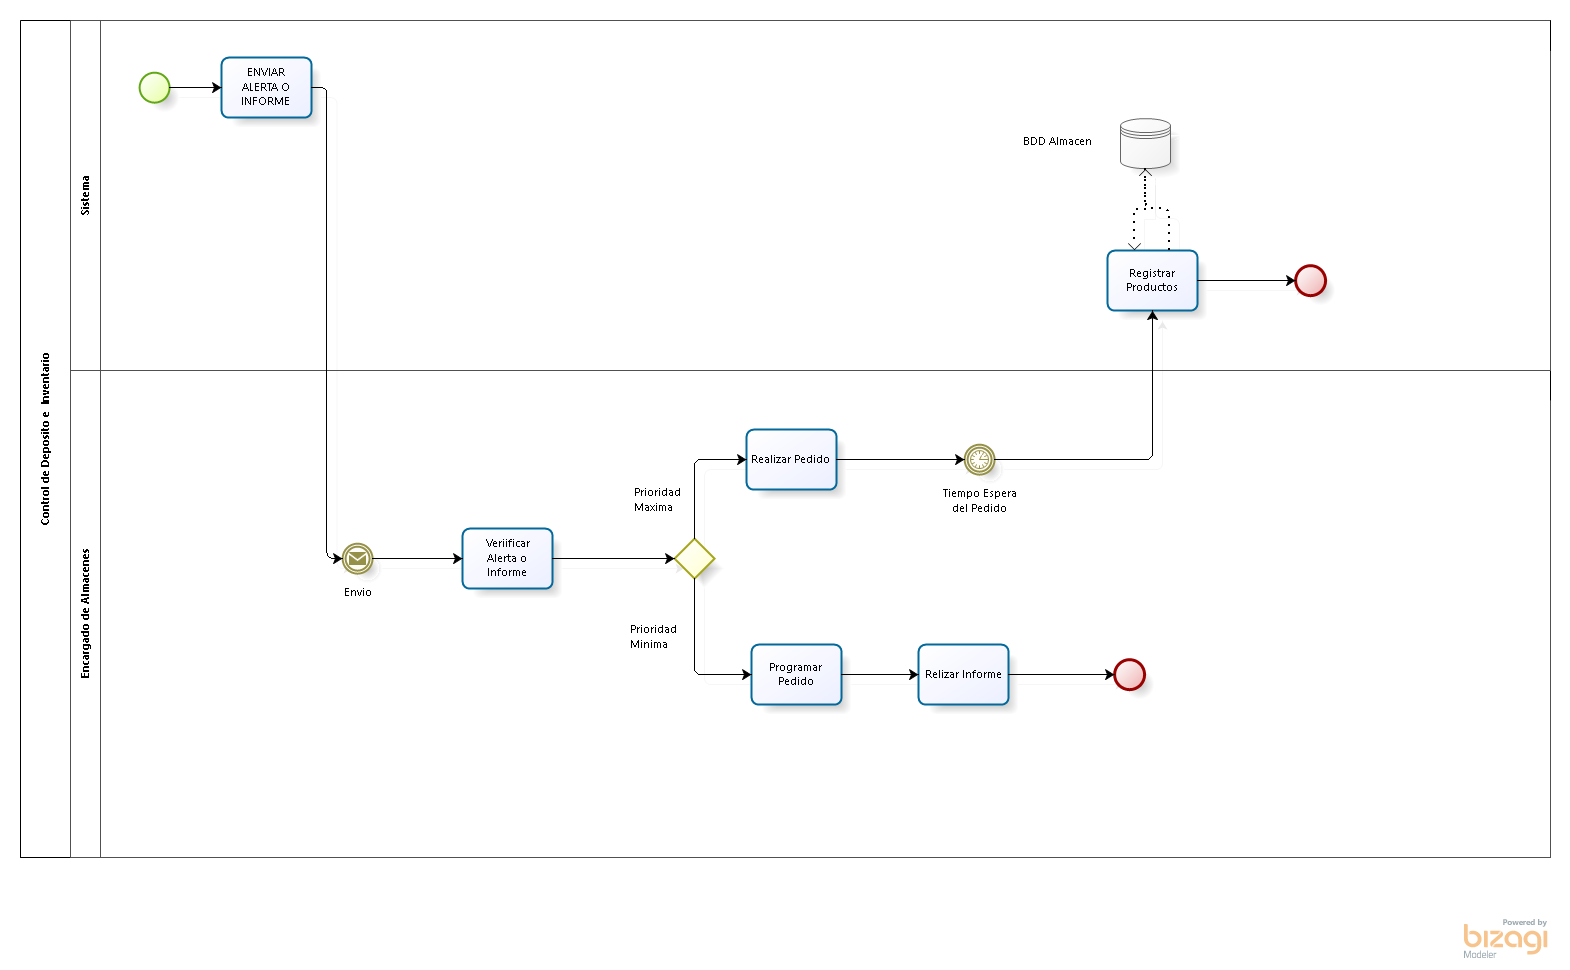 Control de Deposito e Inventario
Sistema
ENVIAR
ALERTA O
INFORME
BDD Almacen
Registrar
Productos
Encargado de Almacenes
Envio
Veriificar
Alerta o
Informe
Prioridad
Maxima
Realizar Pedido
Tiempo Espera
del Pedido
Prioridad
Minima
Programar
Pedido
Relizar Informe
Powered by
bizagi
Modeler